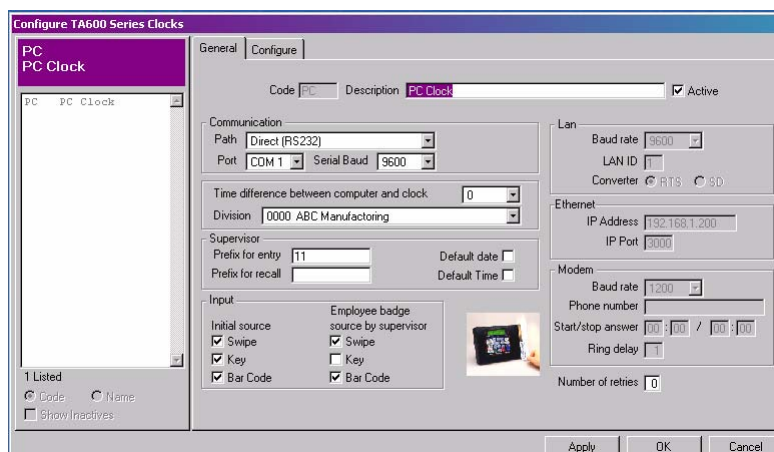 Configure TA600 Series Clocks
PC
PC Clock
PC PC Clock
1 Listed
Code Name
Show Inactives
General Configure
Code PC Description PC Clock Active
Communication
Path Direct (RS232)
Port COM 1 Serial Baud 9600
Time difference between computer and clock 0
Division 0000 ABC Manufactoring
Supervisor
Prefix for entry 11 Default date
Prefix for recall Default Time
Input
Initial source
Swipe
Key
Bar Code
Employee badge
source by supervisor
Swipe
Key
Bar Code
Lan
Baud rate 9600
LAN ID 1
Converter RTS SD
Ethernet
IP Address 192.168.1.200
IP Port 3000
Modem
Baud rate 1200
Phone number
Start/stop answer 00 : 00 / 00 : 00
Ring delay 1
Number of retries 0
Apply OK Cancel